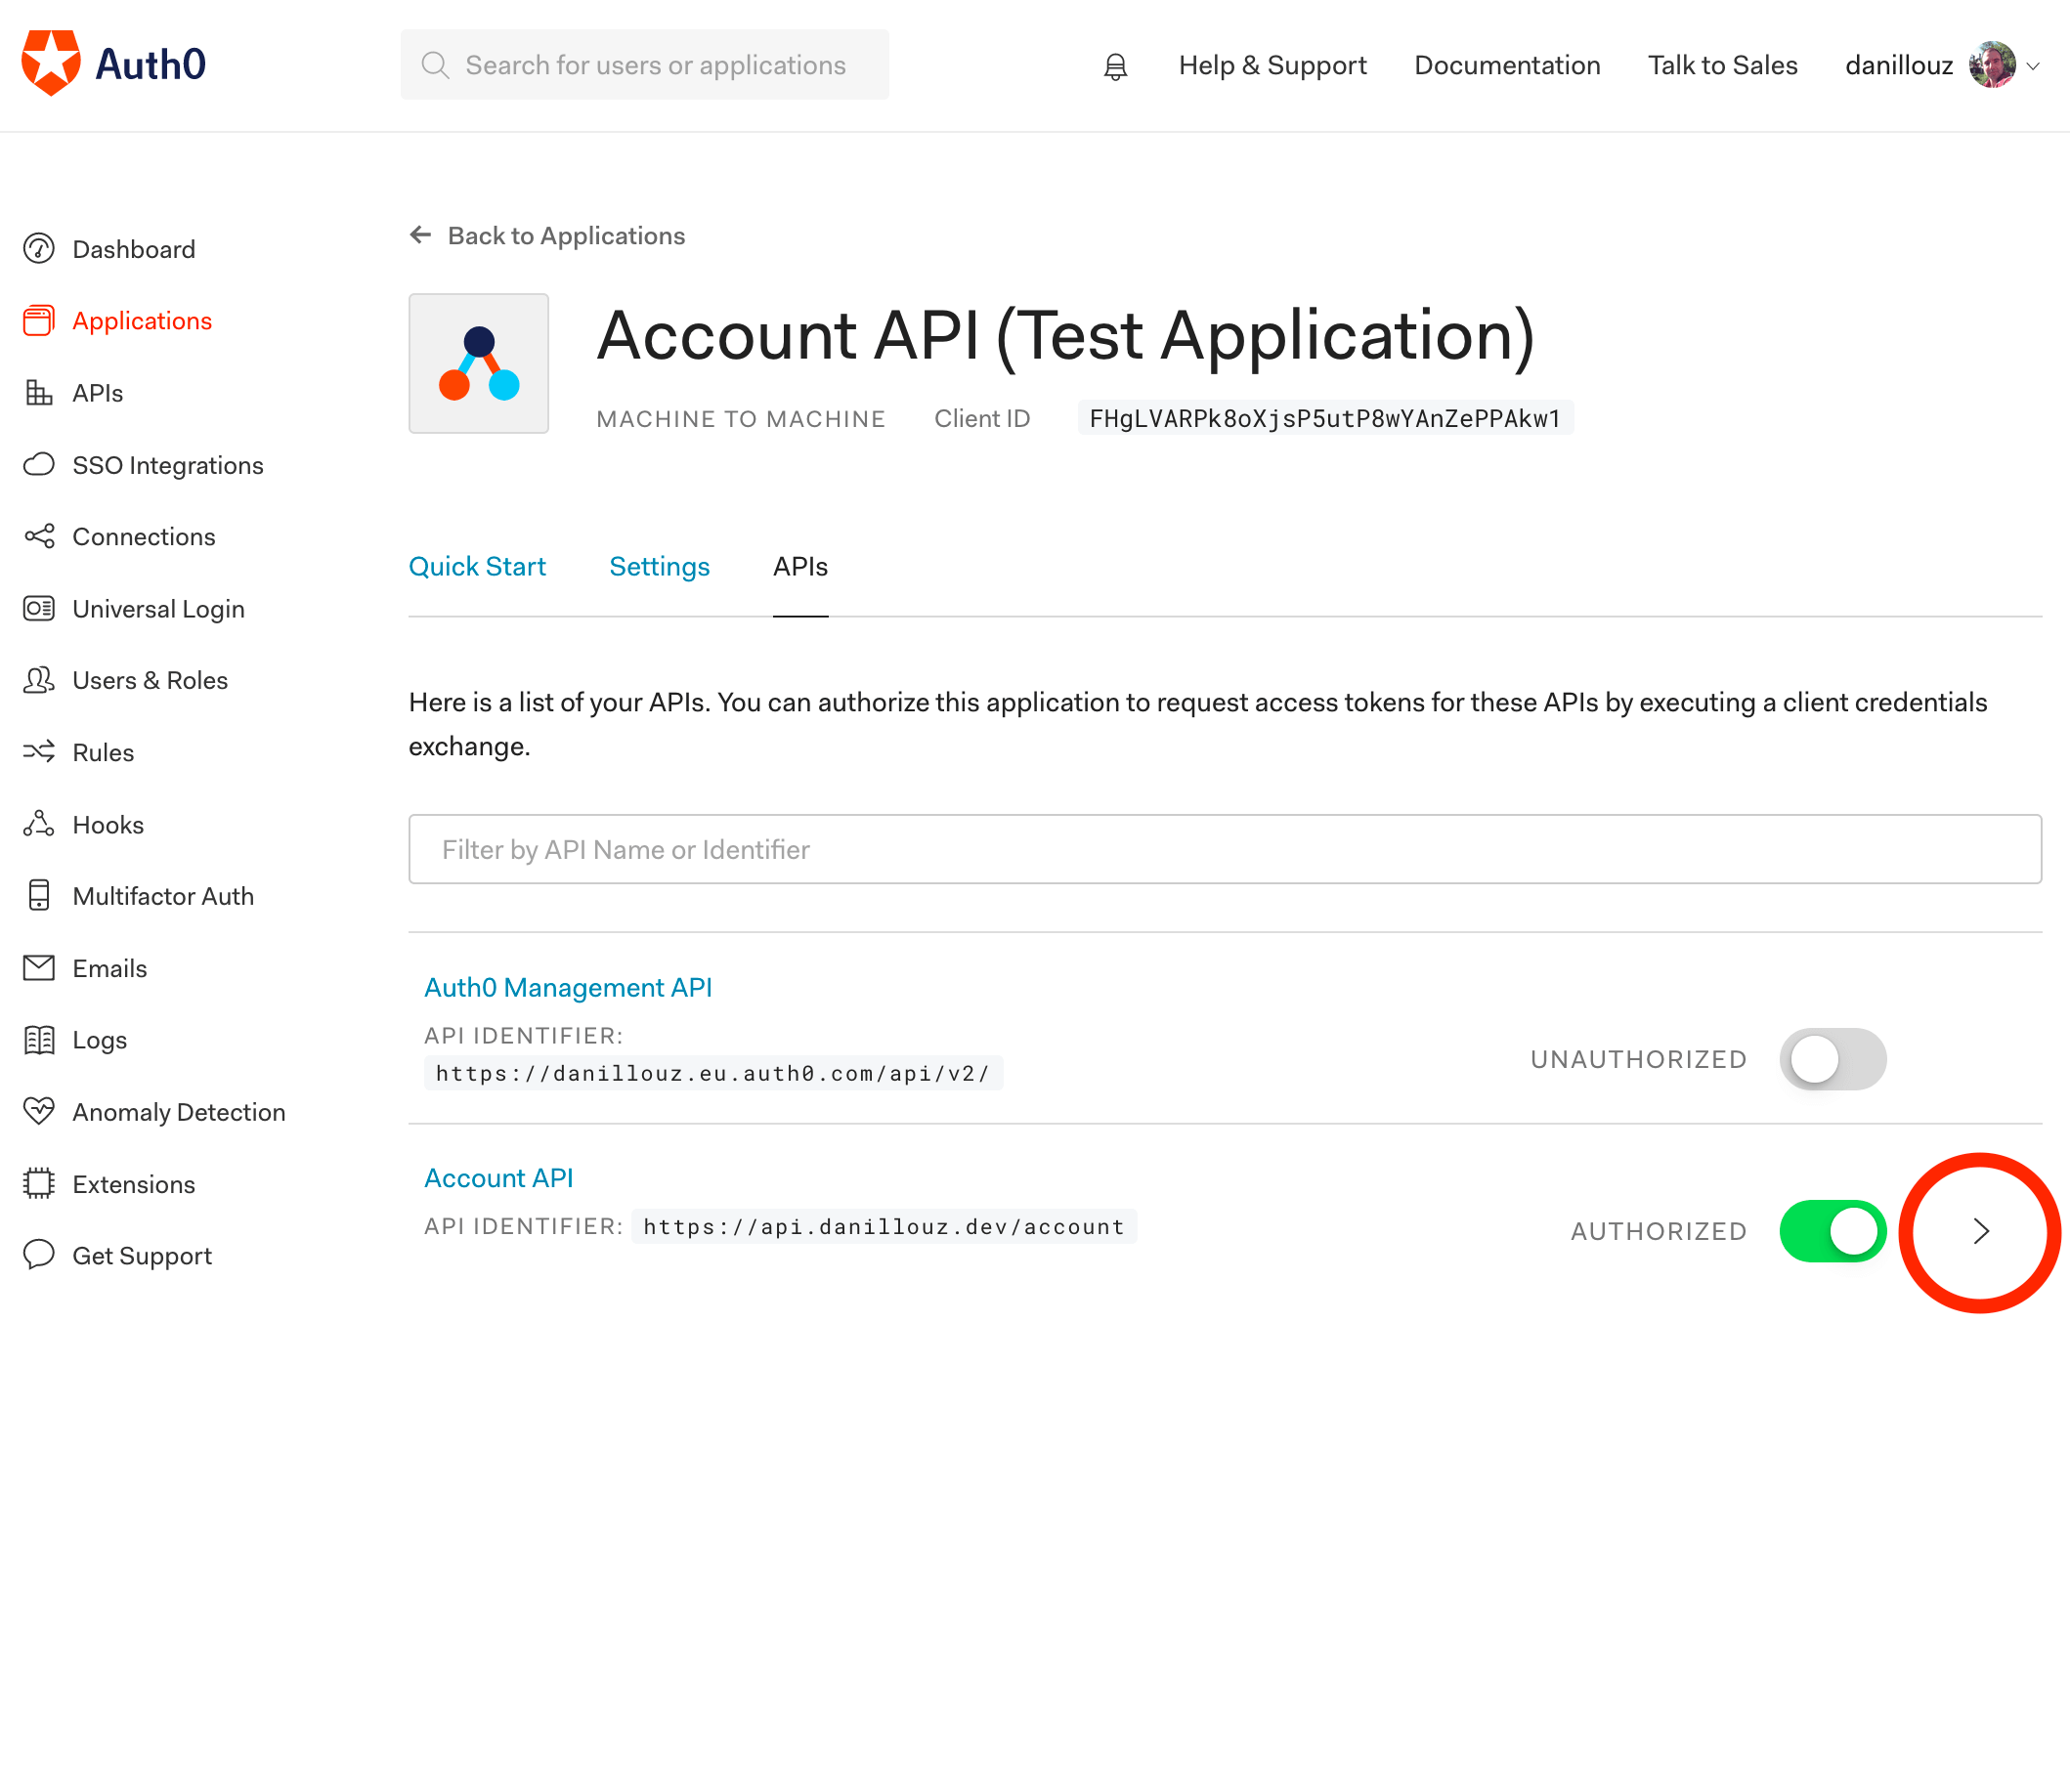 Auth0
Search for users or applications
Help & Support
Documentation
Talk to Sales
danillouz
Dashboard
Applications
APIs
SSO Integrations
Connections
Universal Login
Users & Roles
Rules
Hooks
Multifactor Auth
Emails
Logs
Anomaly Detection
Extensions
Get Support
Back to Applications
Account API (Test Application)
MACHINE TO MACHINE
Client ID
FHgLVARPk8oXjsP5utP8wYAnZePPAkw1
Quick Start
Settings
APIs
Here is a list of your APIs. You can authorize this application to request access tokens for these APIs by executing a client credentials
exchange.
Filter by API Name or Identifier
Auth0 Management API
API IDENTIFIER:
https://danillouz.eu.auth0.com/api/v2/
UNAUTHORIZED
Account API
API IDENTIFIER: https://api.danillouz.dev/account
AUTHORIZED